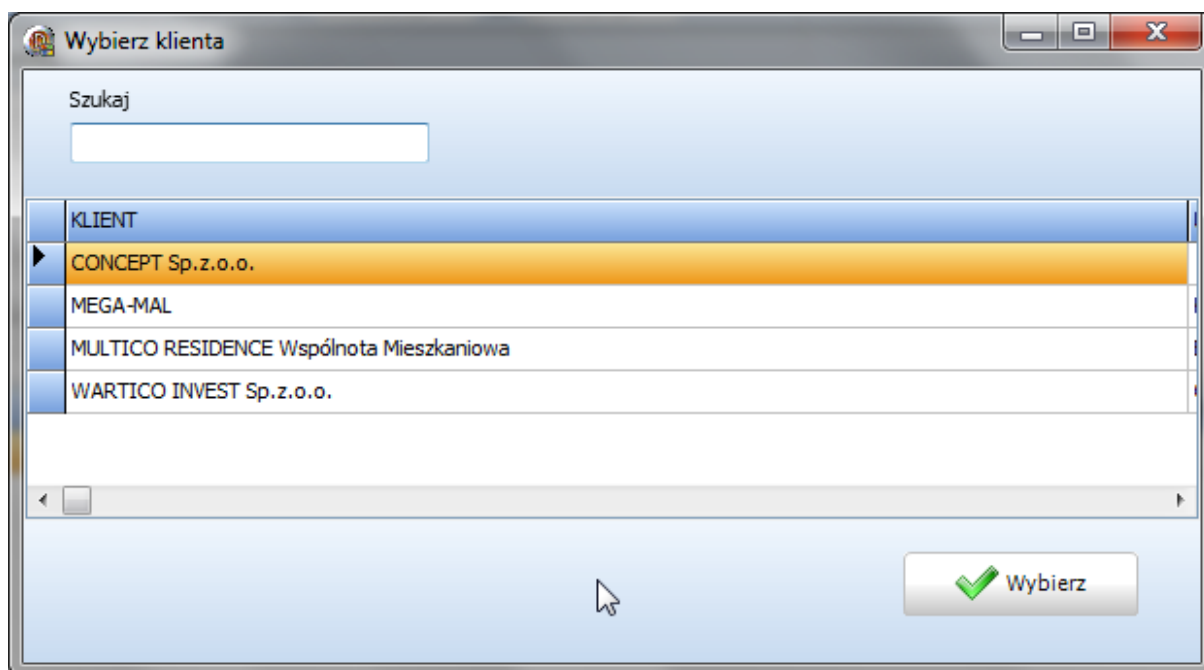 Wybierz klienta
Szukaj
KLIENT
CONCEPT Sp.z.o.o.
MEGA-MAL
MULTICO RESIDENCE Wspólnota Mieszkaniowa
WARTICO INVEST Sp.z.o.o.
Wybierz